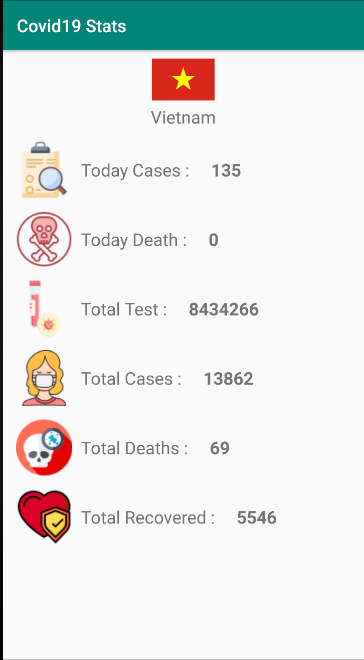 Covid19 Stats
Vietnam
Today Cases : 135
Today Death : 0
Total Test : 8434266
Total Cases : 13862
Total Deaths : 69
Total Recovered : 5546